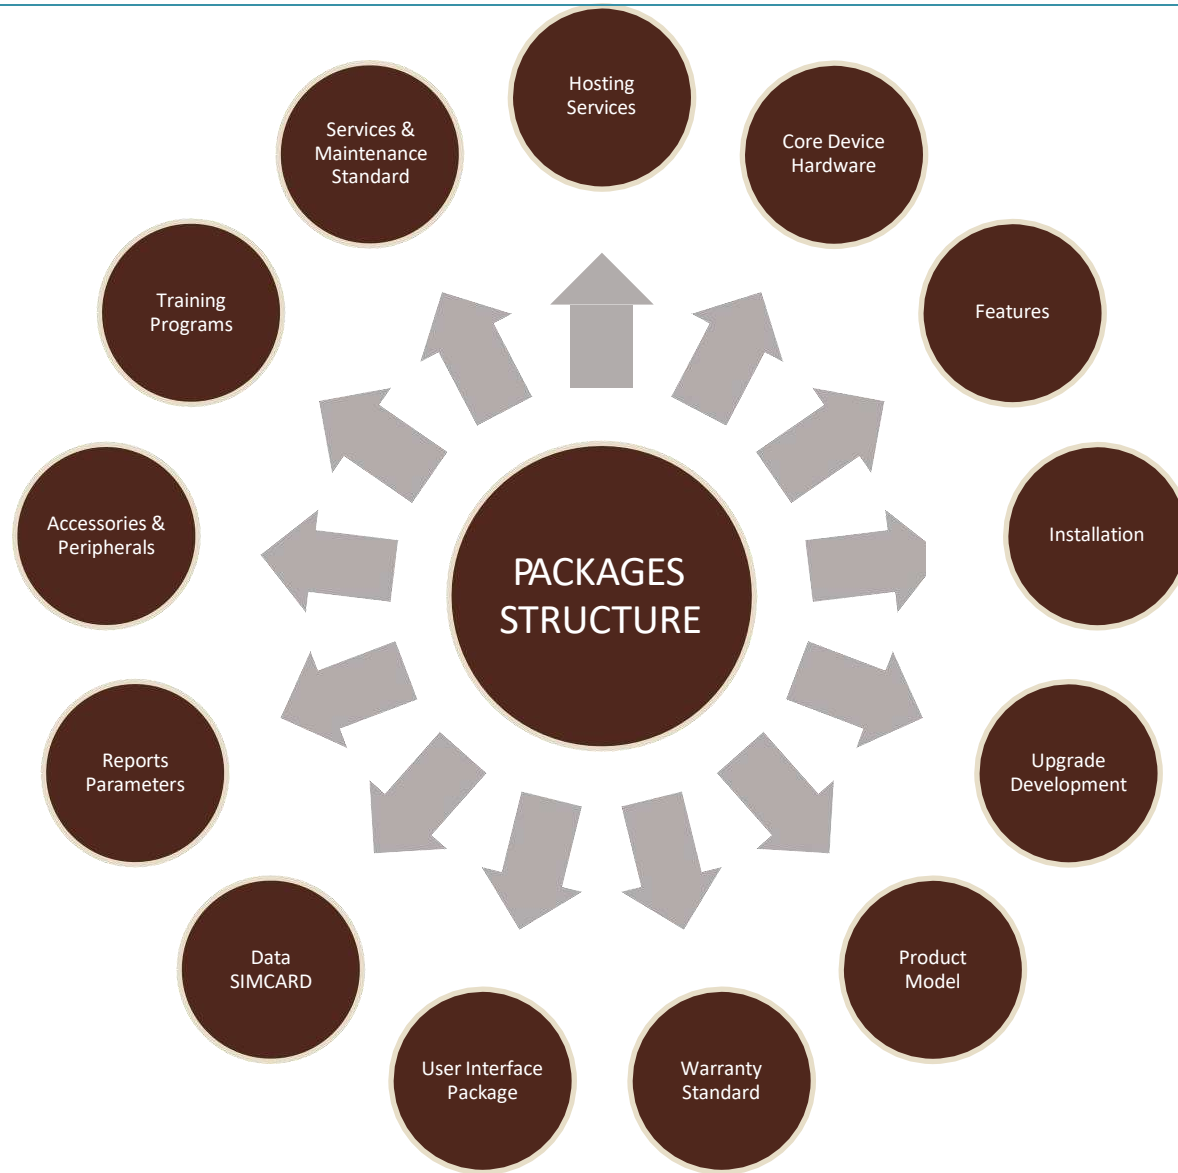 Hosting
Services
Core Device
Hardware
Features
Installation
Upgrade
Development
Product
Model
Warranty
Standard
User Interface
Package
Data
SIMCARD
Reports
Parameters
Accessories &
Peripherals
Training
Programs
Services &
Maintenance
Standard
PACKAGES
STRUCTURE